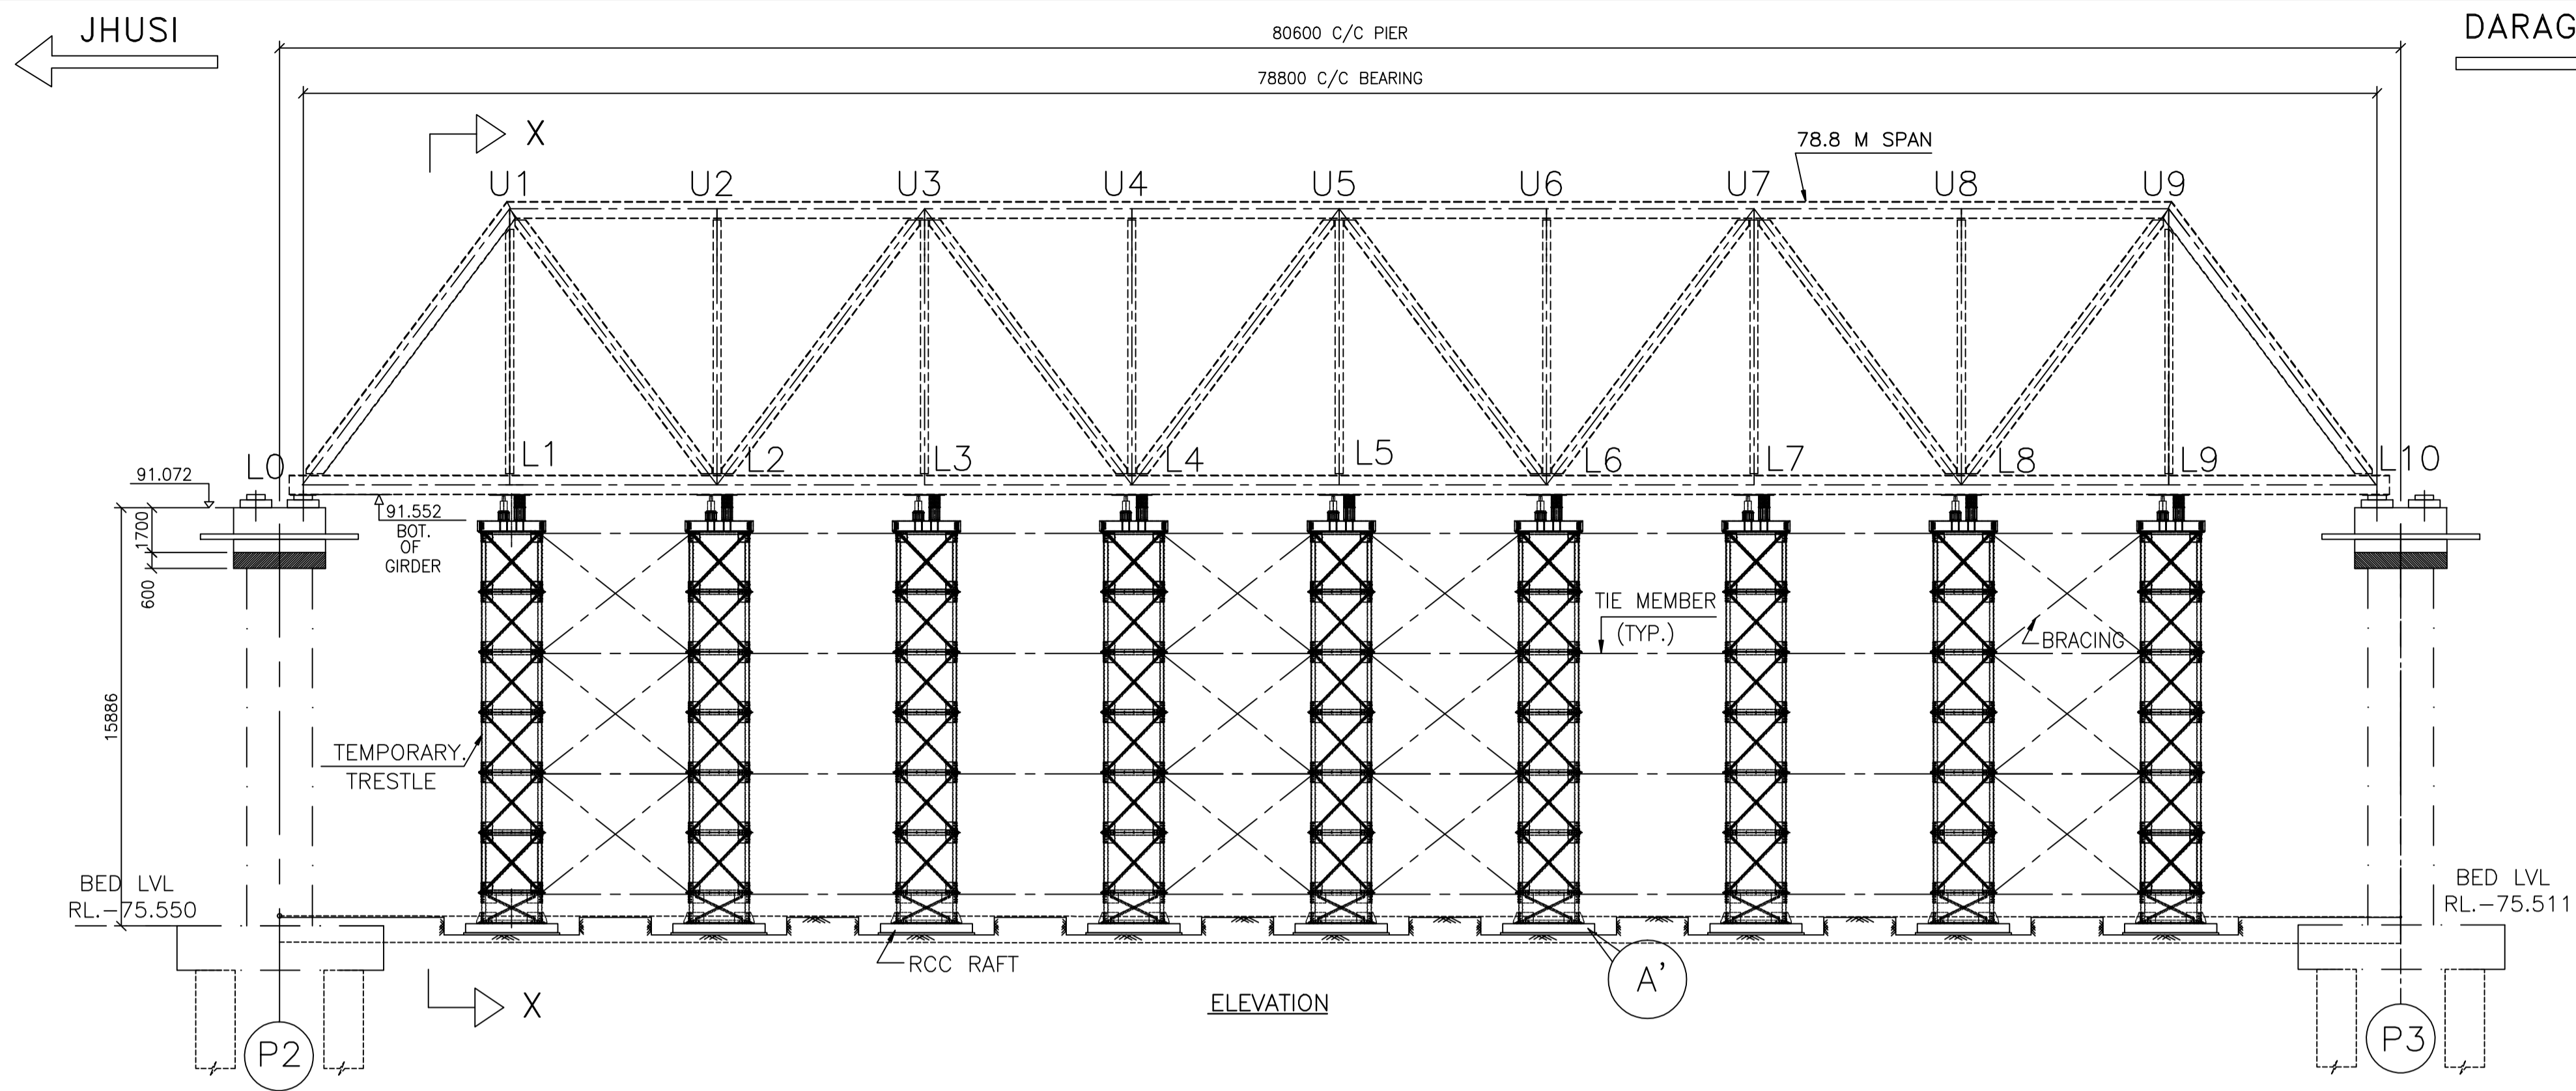 JHUSI
80600 C/C PIER
DARAG
78800 C/C BEARING
X
78.8 M SPAN
U1 U2 U3 U4 U5 U6 U7 U8 U9
L0 L1 L2 L3 L4 L5 L6 L7 L8 L9 L10
91.072
91.552
BOT.
OF
GIRDER
1700
600
15886
TIE MEMBER
(TYP.)
BRACING
TEMPORARY.
TRESTLE
BED LVL
RL.-75.550
BED LVL
RL.-75.511
RCC RAFT
A'
X
ELEVATION
P2
P3